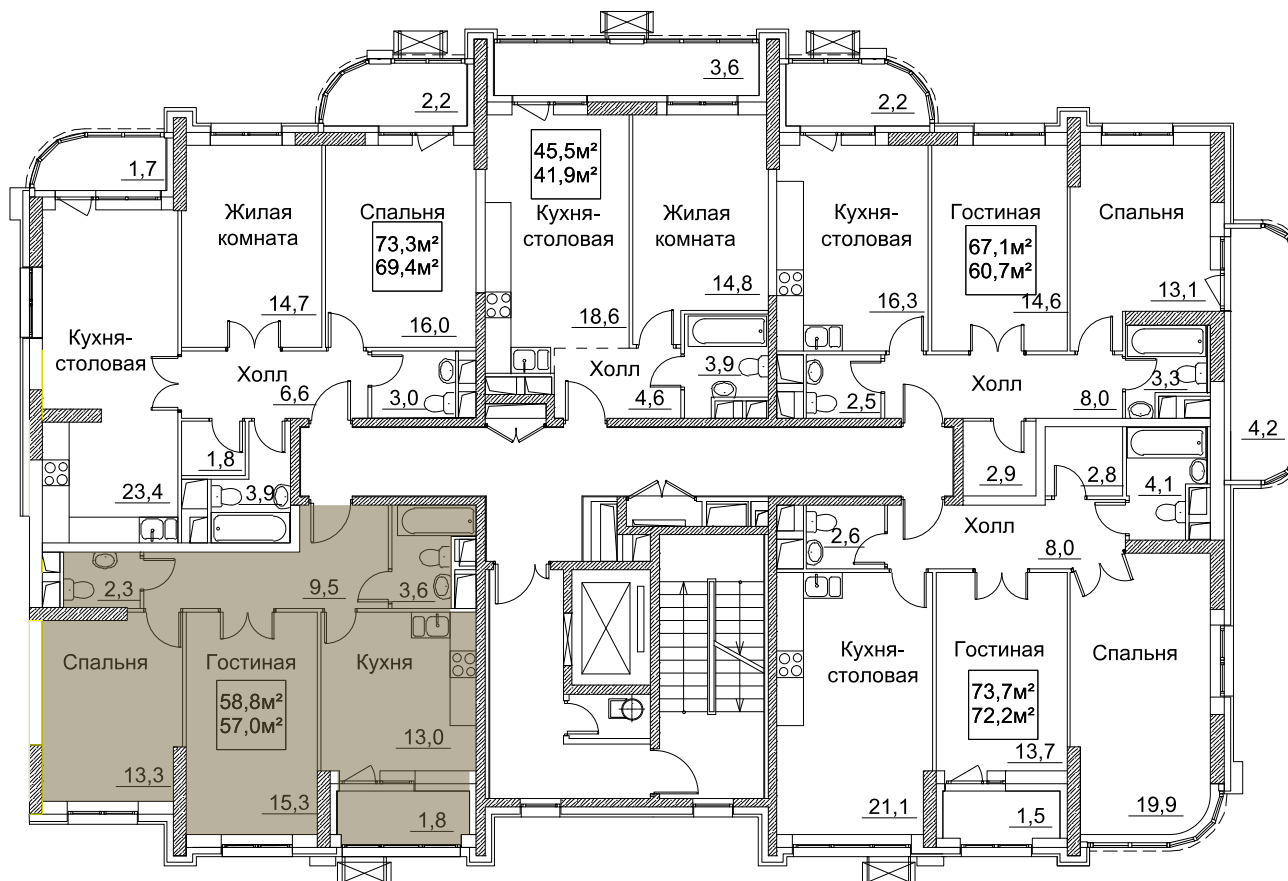 3,6
2,2
2,2
1,7
45,5м²
41,9м²
Жилая
комната
Спальня
73,3м²
69,4м²
Кухня-
столовая
Жилая
комната
Кухня-
столовая
Гостиная
67,1м²
60,7м²
Спальня
14,7
16,0
18,6
14,8
16,3
14,6
13,1
Кухня-
столовая
Холл
6,6
3,0
Холл
4,6
3,9
2,5
Холл
8,0
3,3
4,2
1,8
3,9
23,4
2,9
2,8
4,1
2,3
9,5
3,6
2,6
Холл
8,0
Спальня
Гостиная
58,8м²
57,0м²
Кухня
13,0
13,3
15,3
1,8
Кухня-
столовая
Гостиная
73,7м²
72,2м²
Спальня
13,7
21,1
1,5
19,9